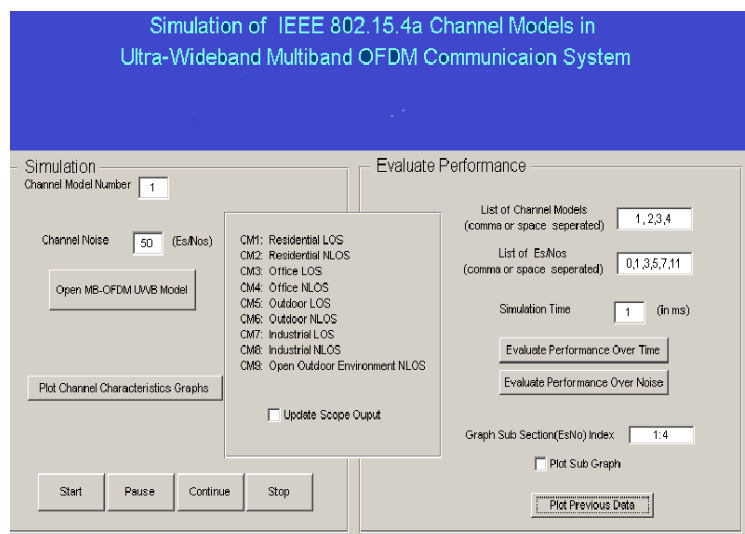 Simulation of IEEE 802.15.4a Channel Models in
Ultra-Wideband Multiband OFDM Communicaion System
Simulation
Channel Model Number 1
Channel Noise 50 (Es/Nos)
Open MB-OFDM UWB Model
Plot Channel Characteristics Graphs
Start Pause Continue Stop
CM1: Residential LOS
CM2: Residential NLOS
CM3: Office LOS
CM4: Office NLOS
CM5: Outdoor LOS
CM6: Outdoor NLOS
CM7: Industrial LOS
CM8: Industrial NLOS
CM9: Open Outdoor Environment NLOS
Update Scope Ouput
Evaluate Performance
List of Channel Models
(comma or space seperated) 1, 2,3,4
List of Es/Nos
(comma or space seperated) 0,1,3,5,7,11
Simulation Time 1 (in ms)
Evaluate Performance Over Time
Evaluate Performance Over Noise
Graph Sub Section(EsNo) Index 1:4
Plot Sub Graph
Plot Previous Data